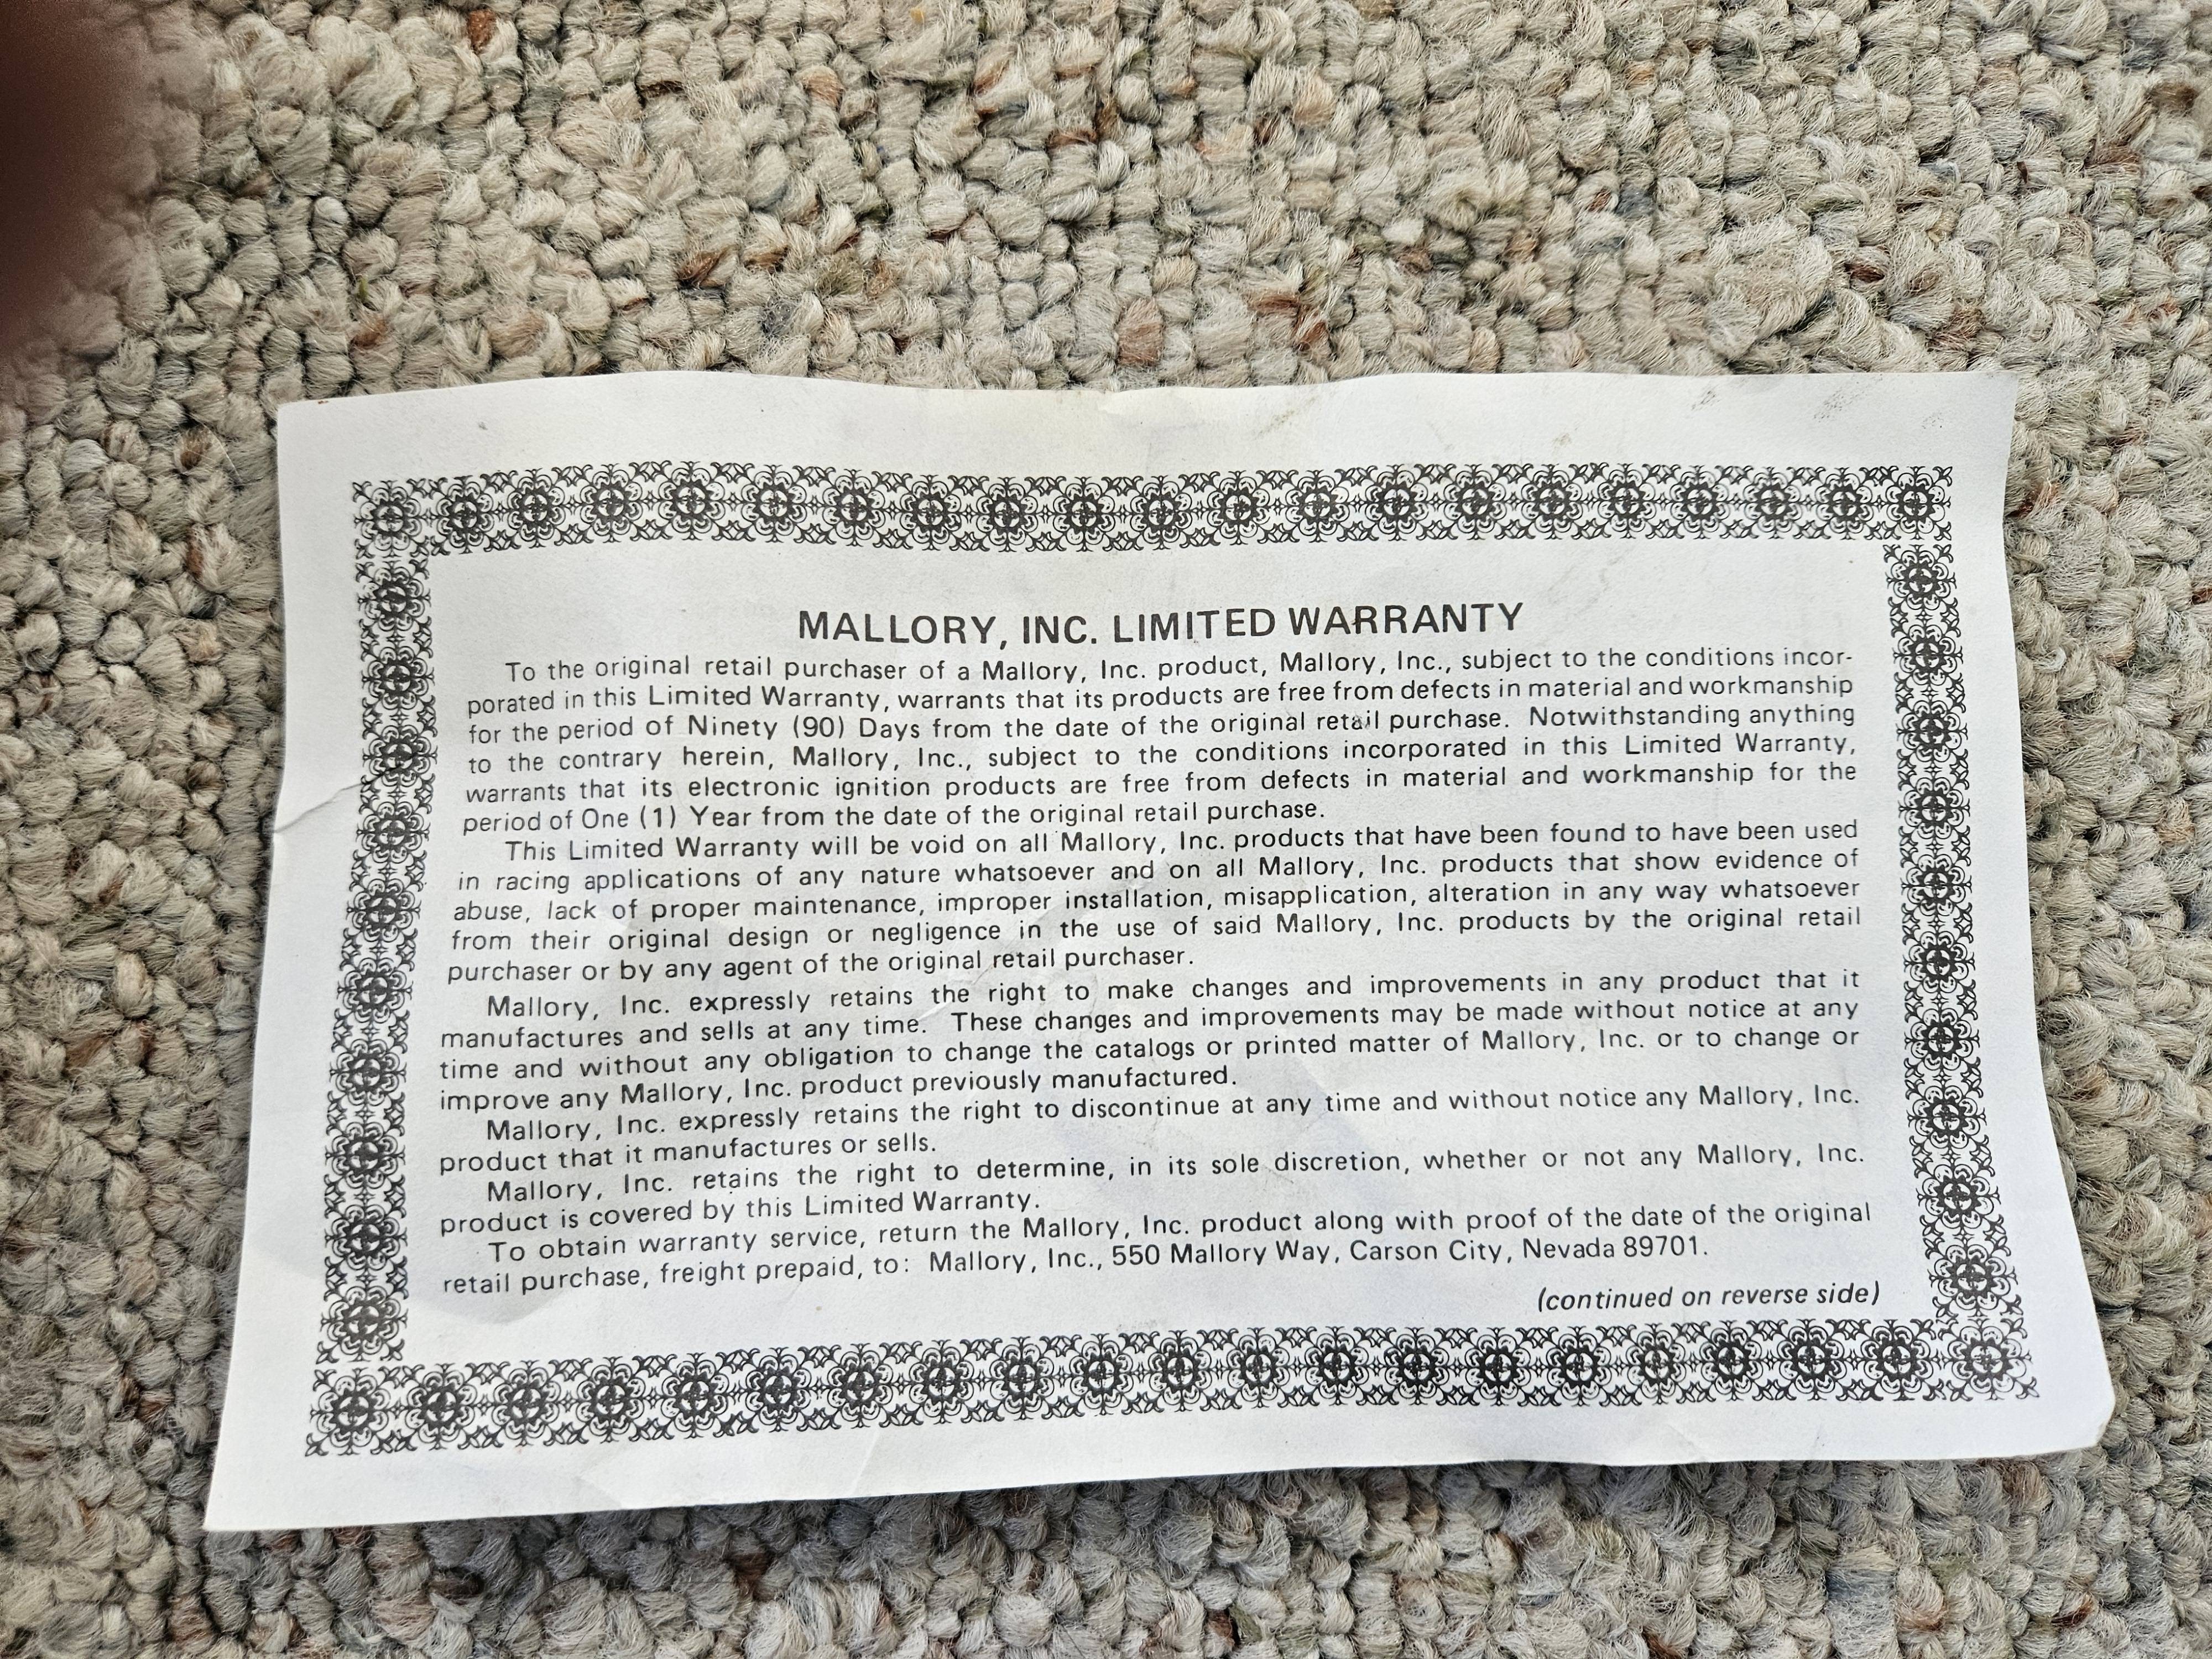 MALLORY, INC. LIMITED WARRANTY
To the original retail purchaser of a Mallory, Inc. product, Mallory, Inc., subject to the conditions incor-
porated in this Limited Warranty, warrants that its products are free from defects in material and workmanship
for the period of Ninety (90) Days from the date of the original retail purchase. Notwithstanding anything
to the contrary herein, Mallory, Inc., subject to the conditions incorporated in this Limited Warranty,
warrants that its electronic ignition products are free from defects in material and workmanship for the
period of One (1) Year from the date of the original retail purchase.
This Limited Warranty will be void on all Mallory, Inc. products that have been found to have been used
in racing applications of any nature whatsoever and on all Mallory, Inc. products that show evidence of
abuse, lack of proper maintenance, improper installation, misapplication, alteration in any way whatsoever
from their original design or negligence in the use of said Mallory, Inc. products by the original retail
purchaser or by any agent of the original retail purchaser.
Mallory, Inc. expressly retains the right to make changes and improvements in any product that it
manufactures and sells at any time. These changes and improvements may be made without notice at any
time and without any obligation to change the catalogs or printed matter of Mallory, Inc. or to change or
improve any Mallory, Inc. product previously manufactured.
Mallory, Inc. expressly retains the right to discontinue at any time and without notice any Mallory, Inc.
product that it manufactures or sells.
Mallory, Inc. retains the right to determine, in its sole discretion, whether or not any Mallory, Inc.
product is covered by this Limited Warranty.
To obtain warranty service, return the Mallory, Inc. product along with proof of the date of the original
retail purchase, freight prepaid, to: Mallory, Inc., 550 Mallory Way, Carson City, Nevada 89701.
(continued on reverse side)